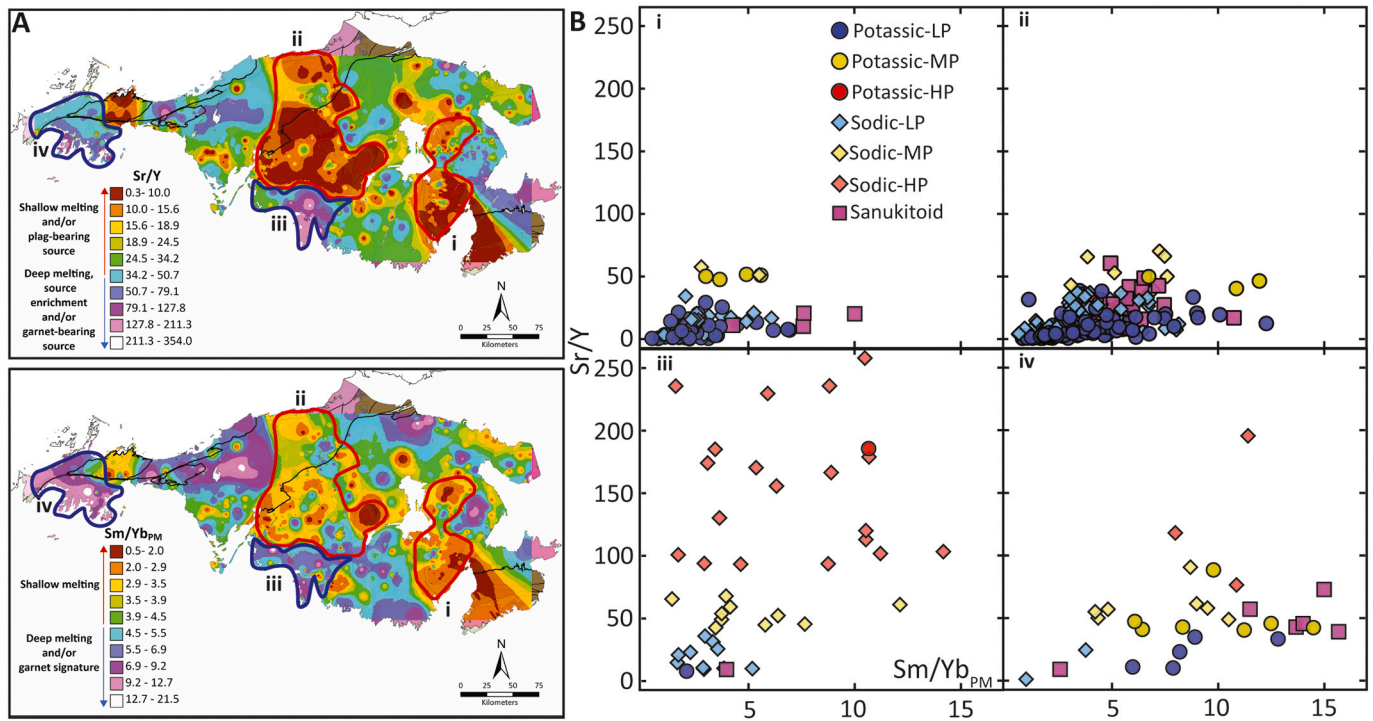 A
ii
iv
iii
i
Sr/Y
0.3- 10.0
10.0 - 15.6
15.6 - 18.9
18.9 - 24.5
24.5 - 34.2
34.2 - 50.7
50.7 - 79.1
79.1 - 127.8
127.8 - 211.3
211.3 - 354.0
Shallow melting
and/or
plag-bearing
source
Deep melting,
source
enrichment
and/or
garnet-bearing
source
N
0 25 50 75
Kilometers
ii
iv
iii
i
Sm/YbPM
0.5- 2.0
2.0 - 2.9
2.9 - 3.5
3.5 - 3.9
3.9 - 4.5
4.5 - 5.5
5.5 - 6.9
6.9 - 9.2
9.2 - 12.7
12.7 - 21.5
Shallow melting
Deep melting
and/or
garnet signature
N
0 25 50 75
Kilometers
B
i
250
200
150
100
50
0
Potassic-LP
Potassic-MP
Potassic-HP
Sodic-LP
Sodic-MP
Sodic-HP
Sanukitoid
ii
Sr/Y
iii
250
200
150
100
50
0
Sm/YbPM
5 10 15
iv
5 10 15